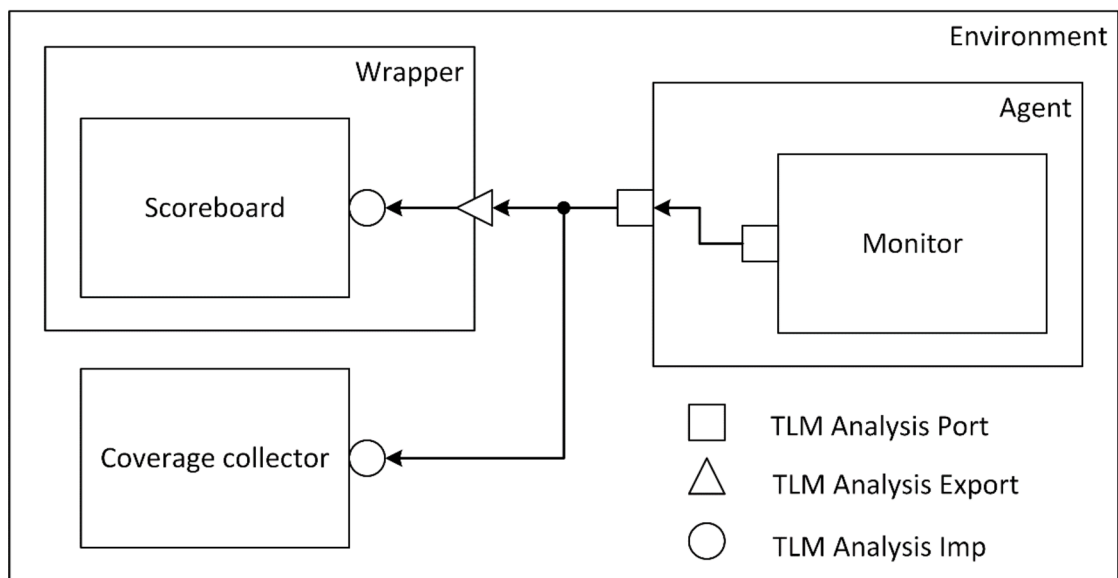 Environment
Wrapper
Agent
Scoreboard
Monitor
Coverage collector
TLM Analysis Port
TLM Analysis Export
TLM Analysis Imp